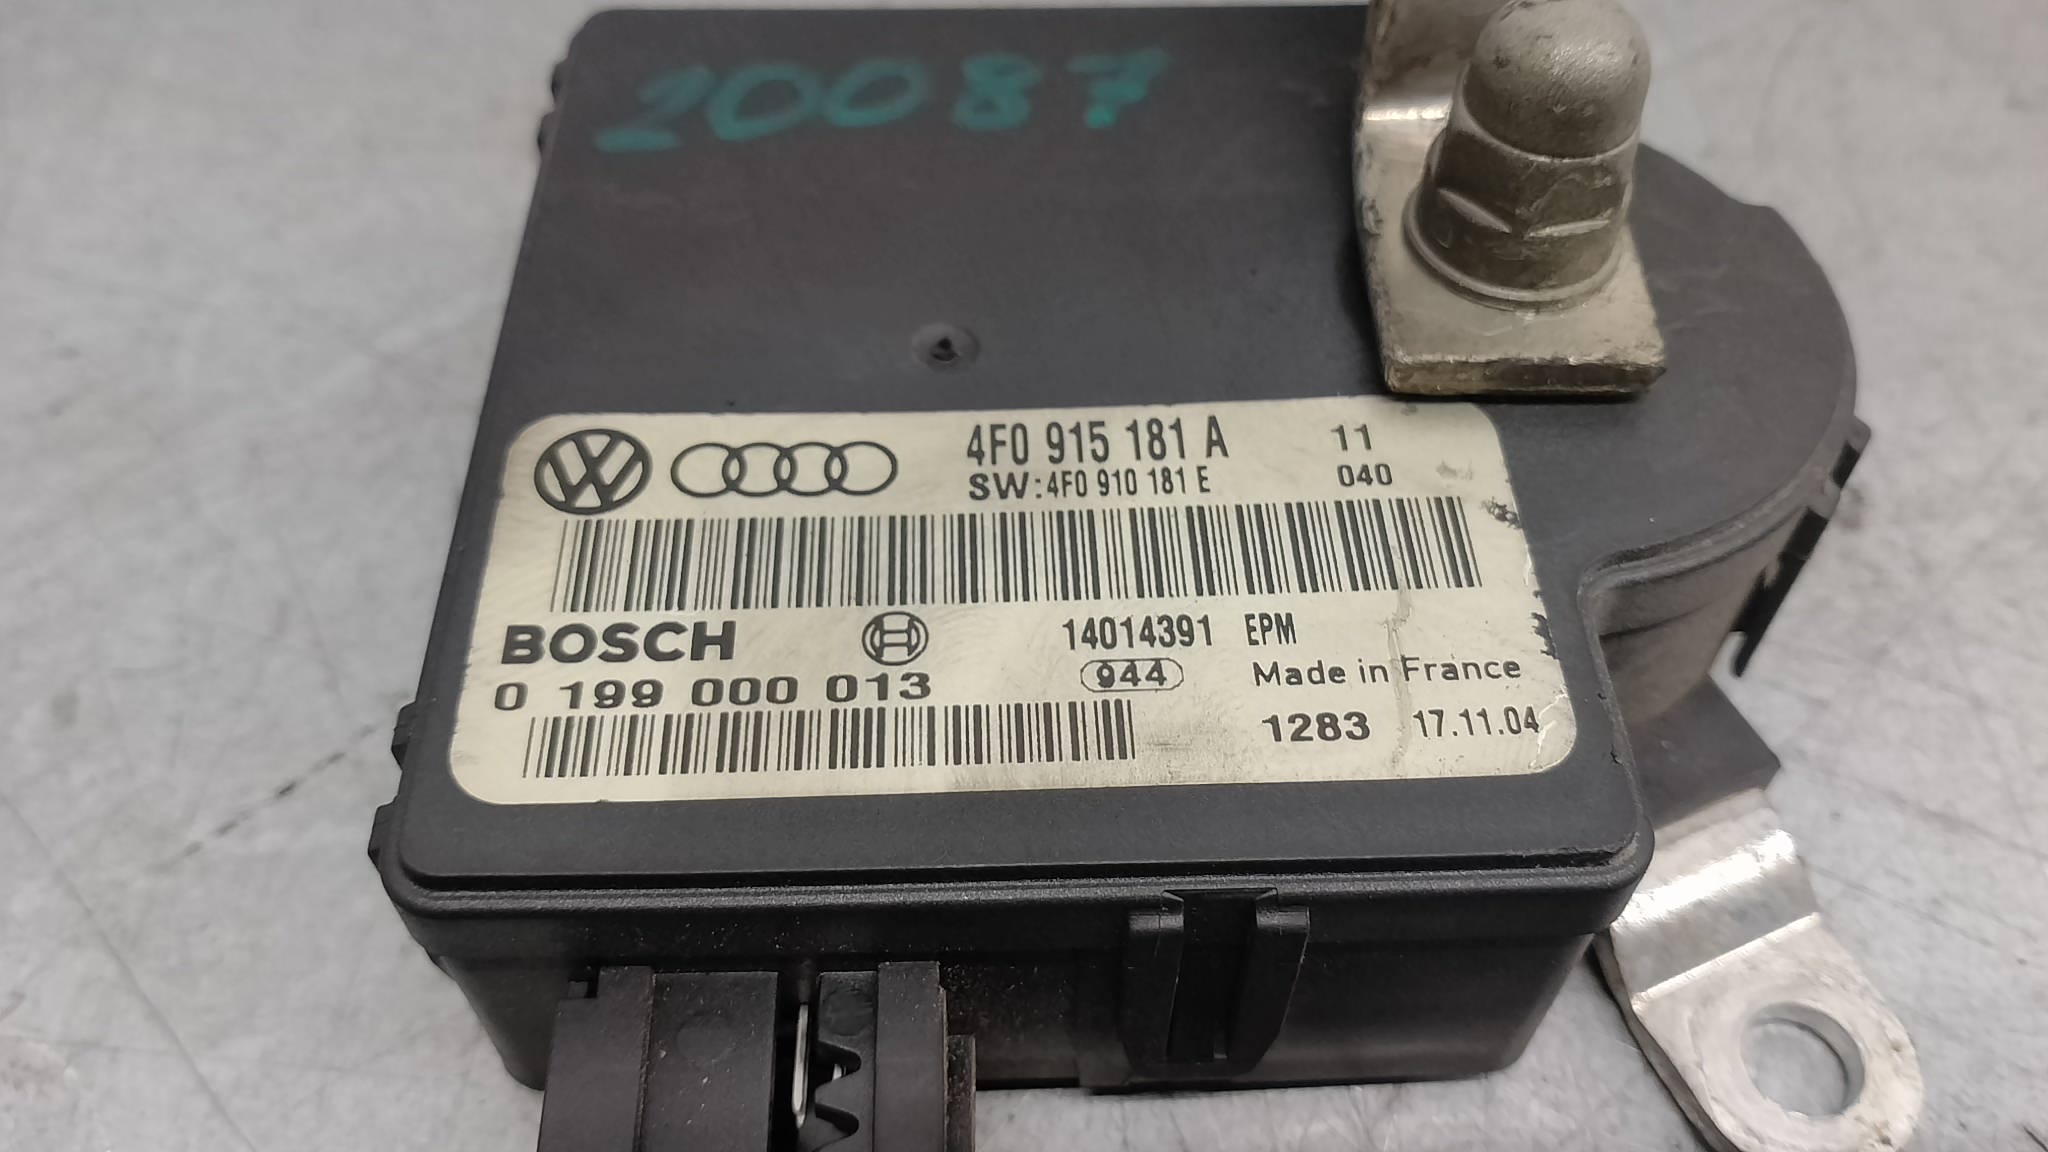 20087
4F0 915 181 A 11
SW:4F0 910 181 E 040
BOSCH 14014391 EPM
0 199 000 013 944 Made in France
1283 17.11.04